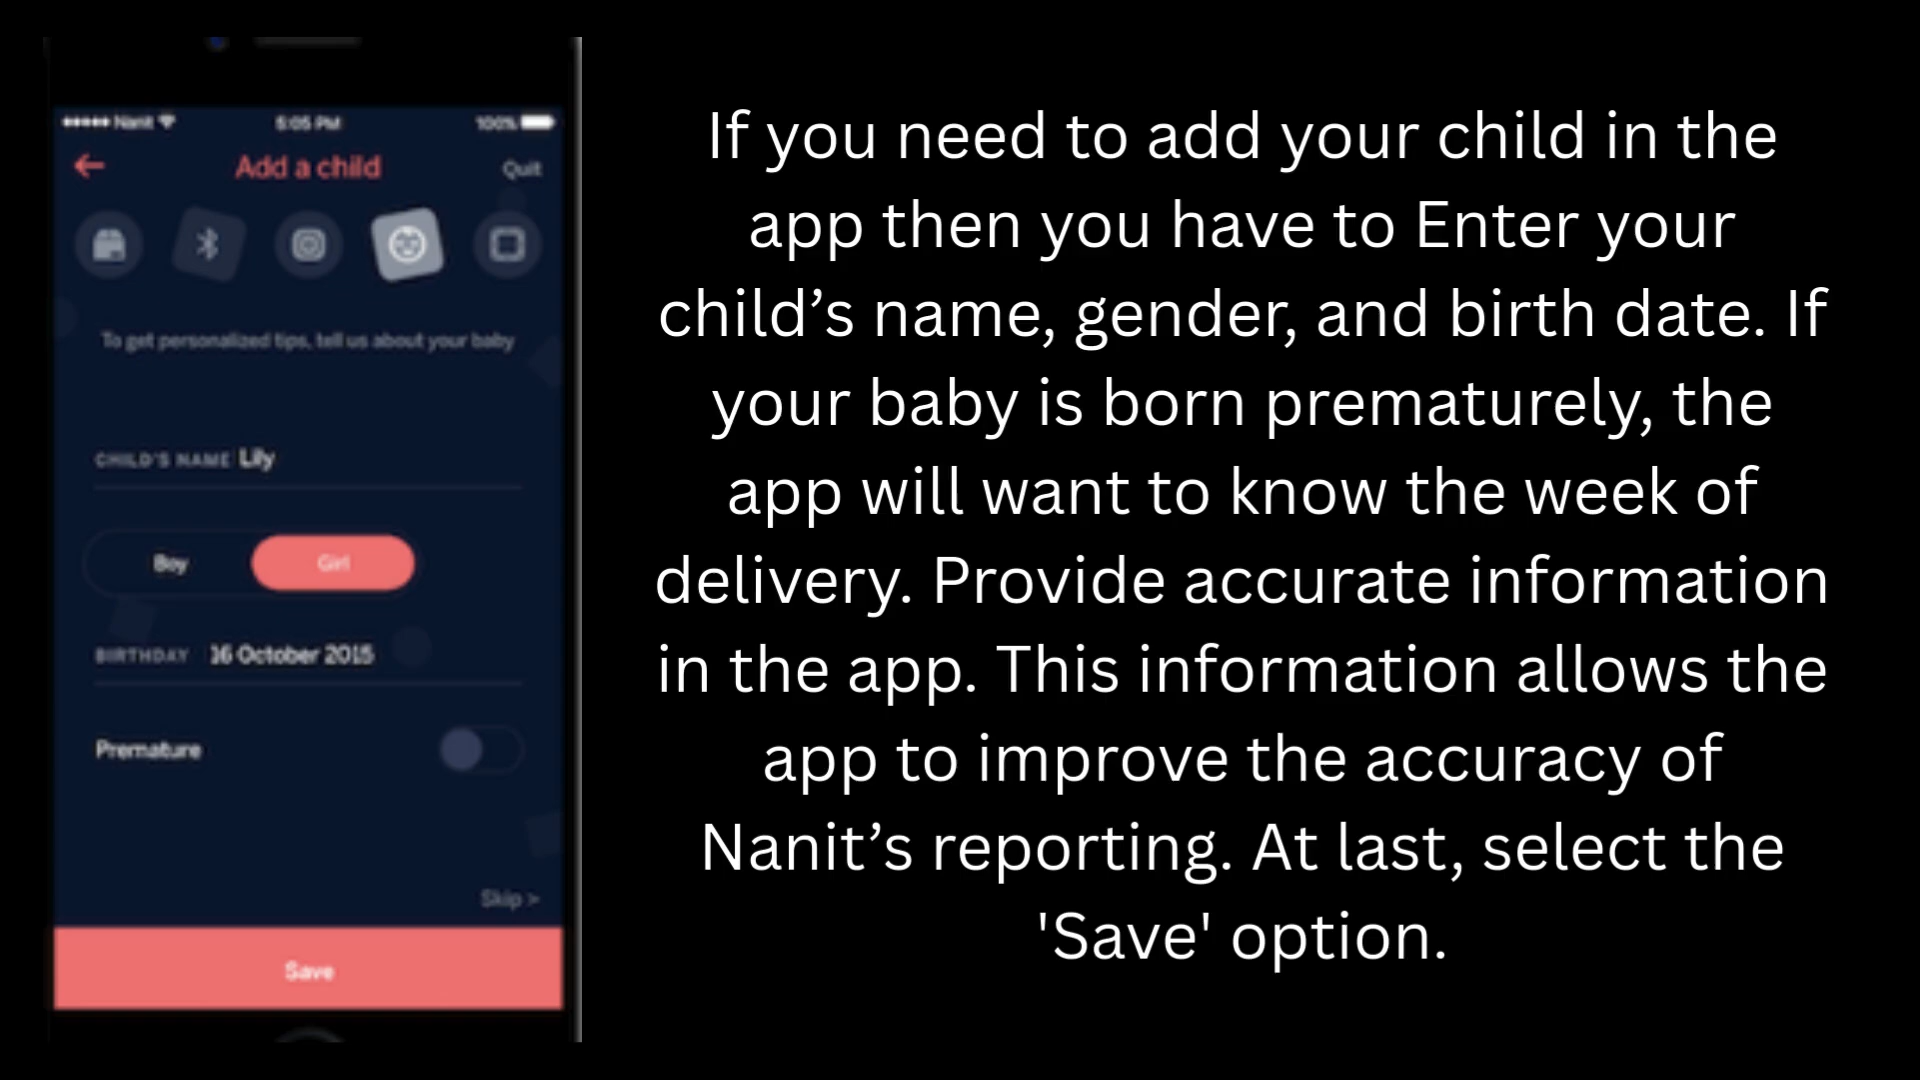 Nanit 5:05 PM 100%
Add a child Quit
To get personalized tips, tell us about your baby
CHILD'S NAME Lily
Boy Girl
BIRTHDAY 16 October 2015
Premature
Skip >
Save
If you need to add your child in the
app then you have to Enter your
child’s name, gender, and birth date. If
your baby is born prematurely, the
app will want to know the week of
delivery. Provide accurate information
in the app. This information allows the
app to improve the accuracy of
Nanit’s reporting. At last, select the
'Save' option.